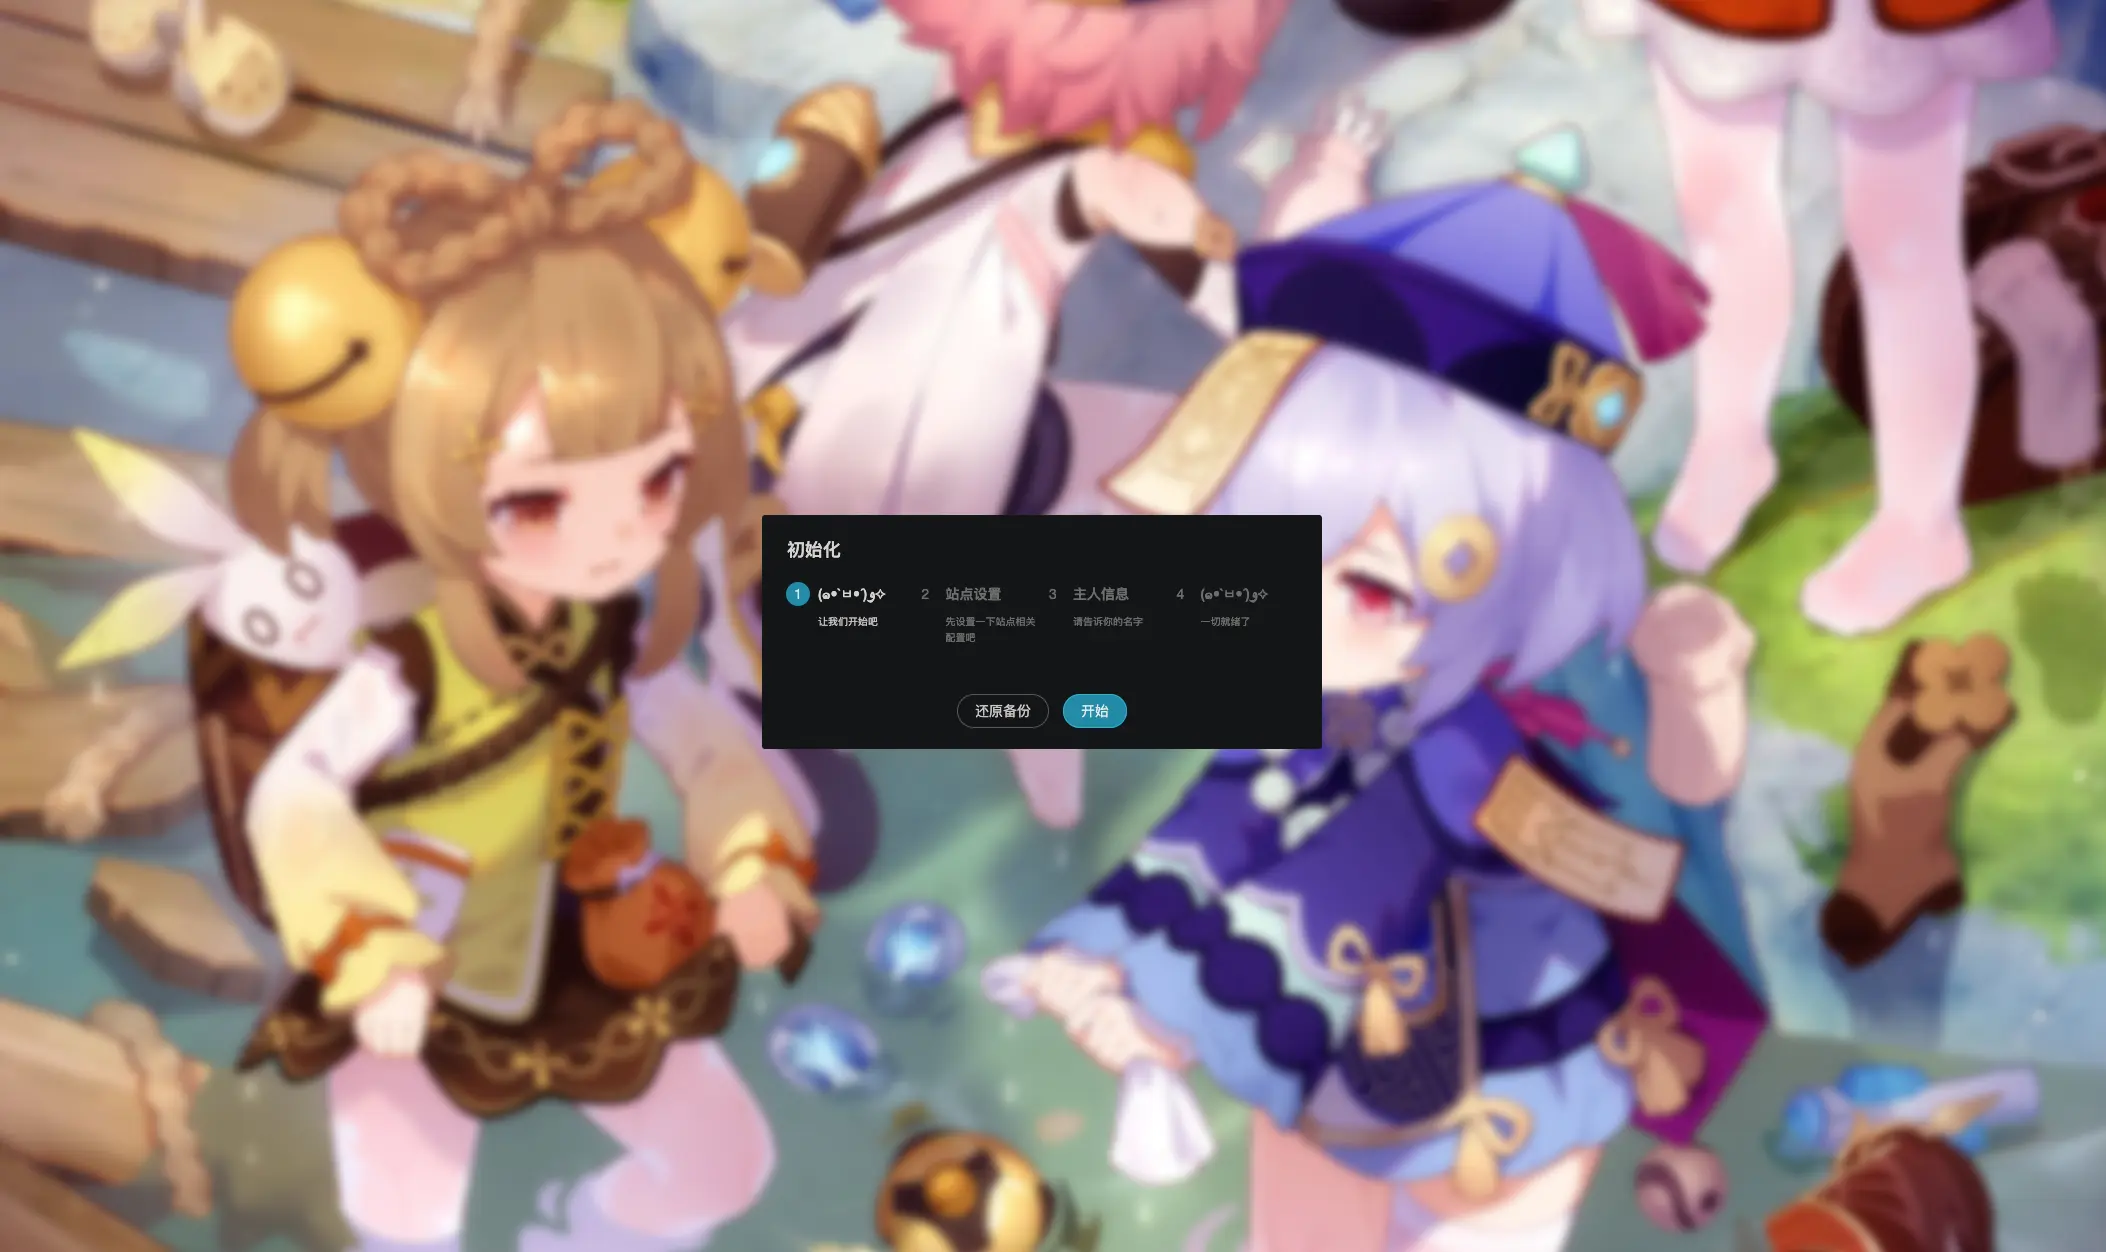 初始化
1 (๑•̀ㅂ•́)و✧ 2 站点设置 3 主人信息 4 (๑•̀ㅂ•́)و✧
让我们开始吧 先设置一下站点相关 请告诉你的名字 一切就绪了
配置吧
还原备份 开始